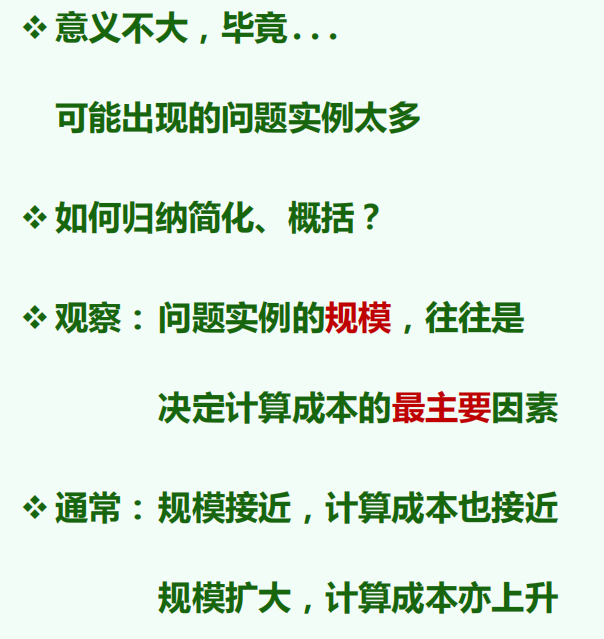 ❖ 意义不大，毕竟...
可能出现的问题实例太多
❖ 如何归纳简化、概括？
❖ 观察：问题实例的规模，往往是
决定计算成本的最主要因素
❖ 通常：规模接近，计算成本也接近
规模扩大，计算成本亦上升